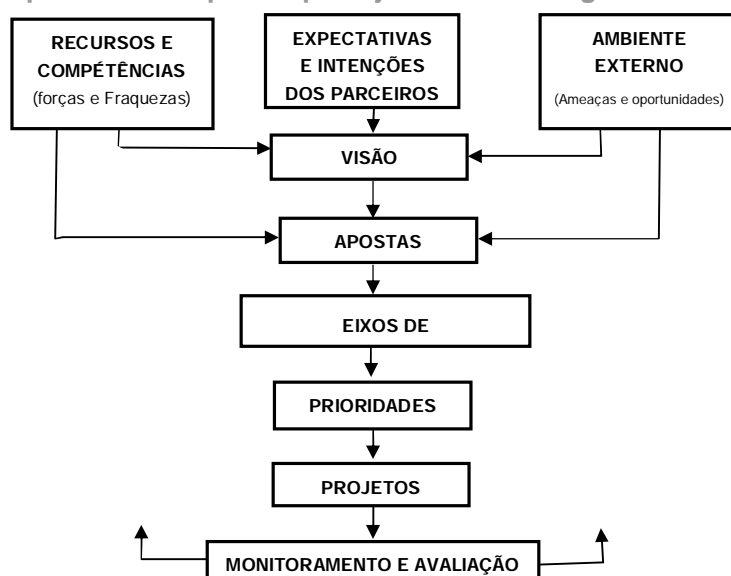 RECURSOS E
COMPÉTÊNCIAS
(forças e Fraquezas)
EXPECTATIVAS
E INTENÇÕES
DOS PARCEIROS
AMBIENTE
EXTERNO
(Ameaças e oportunidades)
VISÃO
APOSTAS
EIXOS DE
PRIORIDADES
PROJETOS
MONITORAMENTO E AVALIAÇÃO